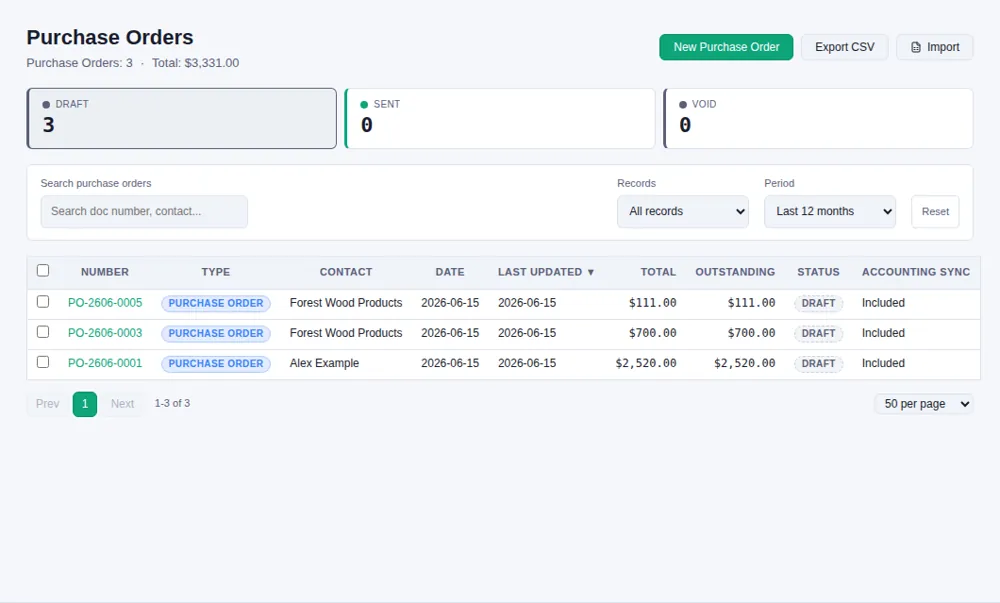 Purchase Orders
Purchase Orders: 3 · Total: $3,331.00
New Purchase Order
Export CSV
Import
DRAFT
3
SENT
0
VOID
0
Search purchase orders
Search doc number, contact...
Records
All records
Period
Last 12 months
Reset
NUMBER TYPE CONTACT DATE LAST UPDATED ▼ TOTAL OUTSTANDING STATUS ACCOUNTING SYNC
PO-2606-0005 PURCHASE ORDER Forest Wood Products 2026-06-15 2026-06-15 $111.00 $111.00 DRAFT Included
PO-2606-0003 PURCHASE ORDER Forest Wood Products 2026-06-15 2026-06-15 $700.00 $700.00 DRAFT Included
PO-2606-0001 PURCHASE ORDER Alex Example 2026-06-15 2026-06-15 $2,520.00 $2,520.00 DRAFT Included
Prev 1 Next 1-3 of 3
50 per page